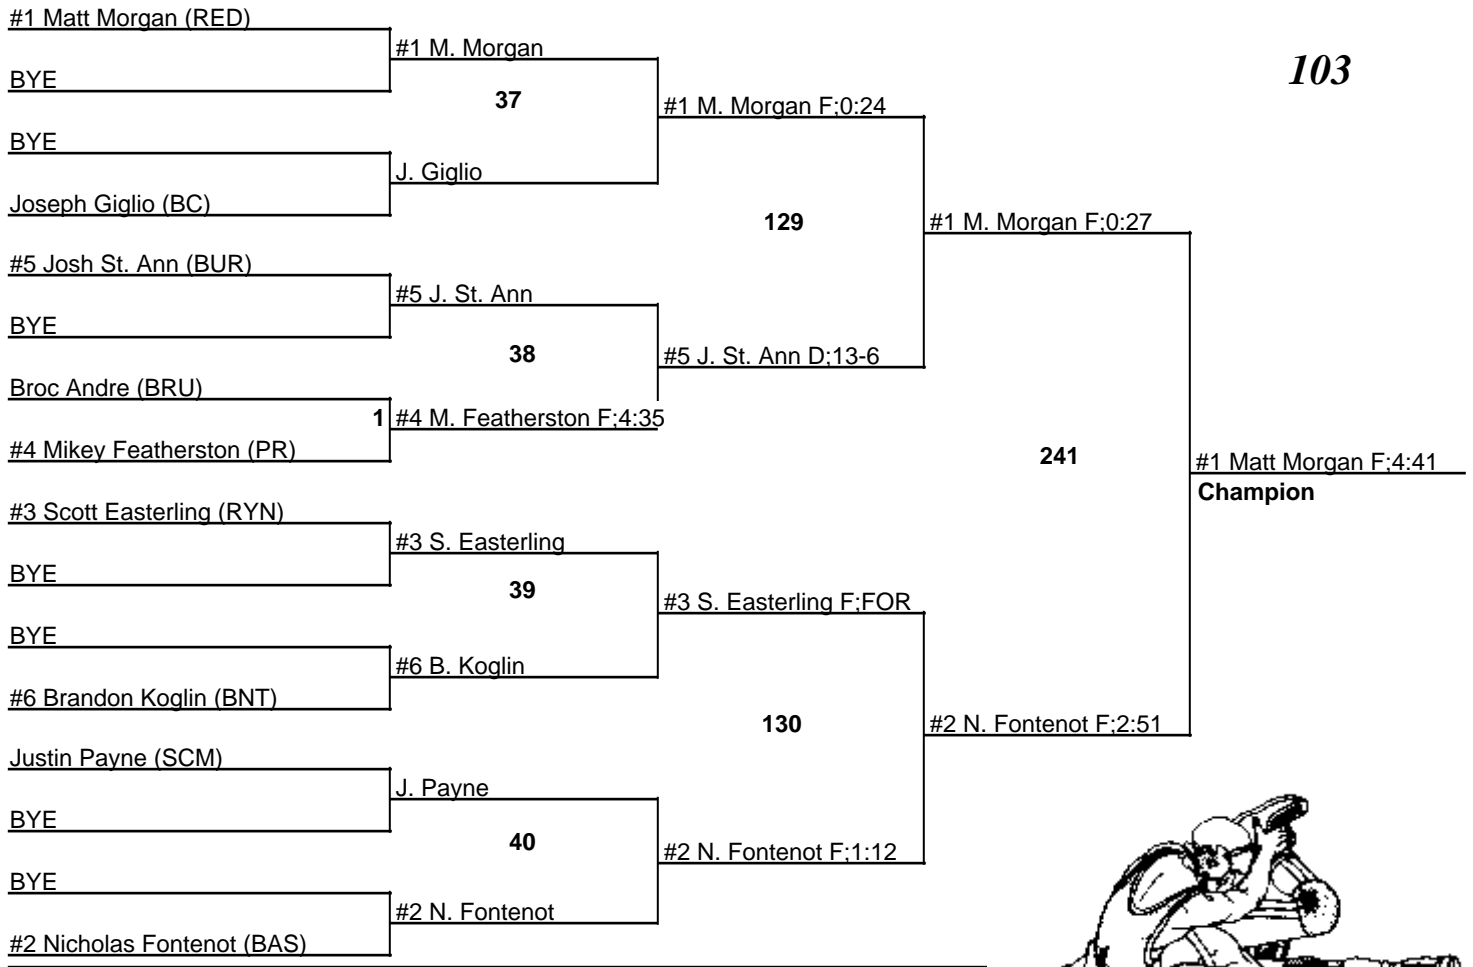 #1 Matt Morgan (RED)
#1 M. Morgan
103
BYE
37
#1 M. Morgan F;0:24
BYE
J. Giglio
Joseph Giglio (BC)
129
#1 M. Morgan F;0:27
#5 Josh St. Ann (BUR)
#5 J. St. Ann
BYE
38
#5 J. St. Ann D;13-6
Broc Andre (BRU)
1
#4 M. Featherston F;4:35
#4 Mikey Featherston (PR)
241
#1 Matt Morgan F;4:41
Champion
#3 Scott Easterling (RYN)
#3 S. Easterling
BYE
39
#3 S. Easterling F;FOR
BYE
#6 B. Koglin
#6 Brandon Koglin (BNT)
130
#2 N. Fontenot F;2:51
Justin Payne (SCM)
J. Payne
BYE
40
#2 N. Fontenot F;1:12
BYE
#2 N. Fontenot
#2 Nicholas Fontenot (BAS)